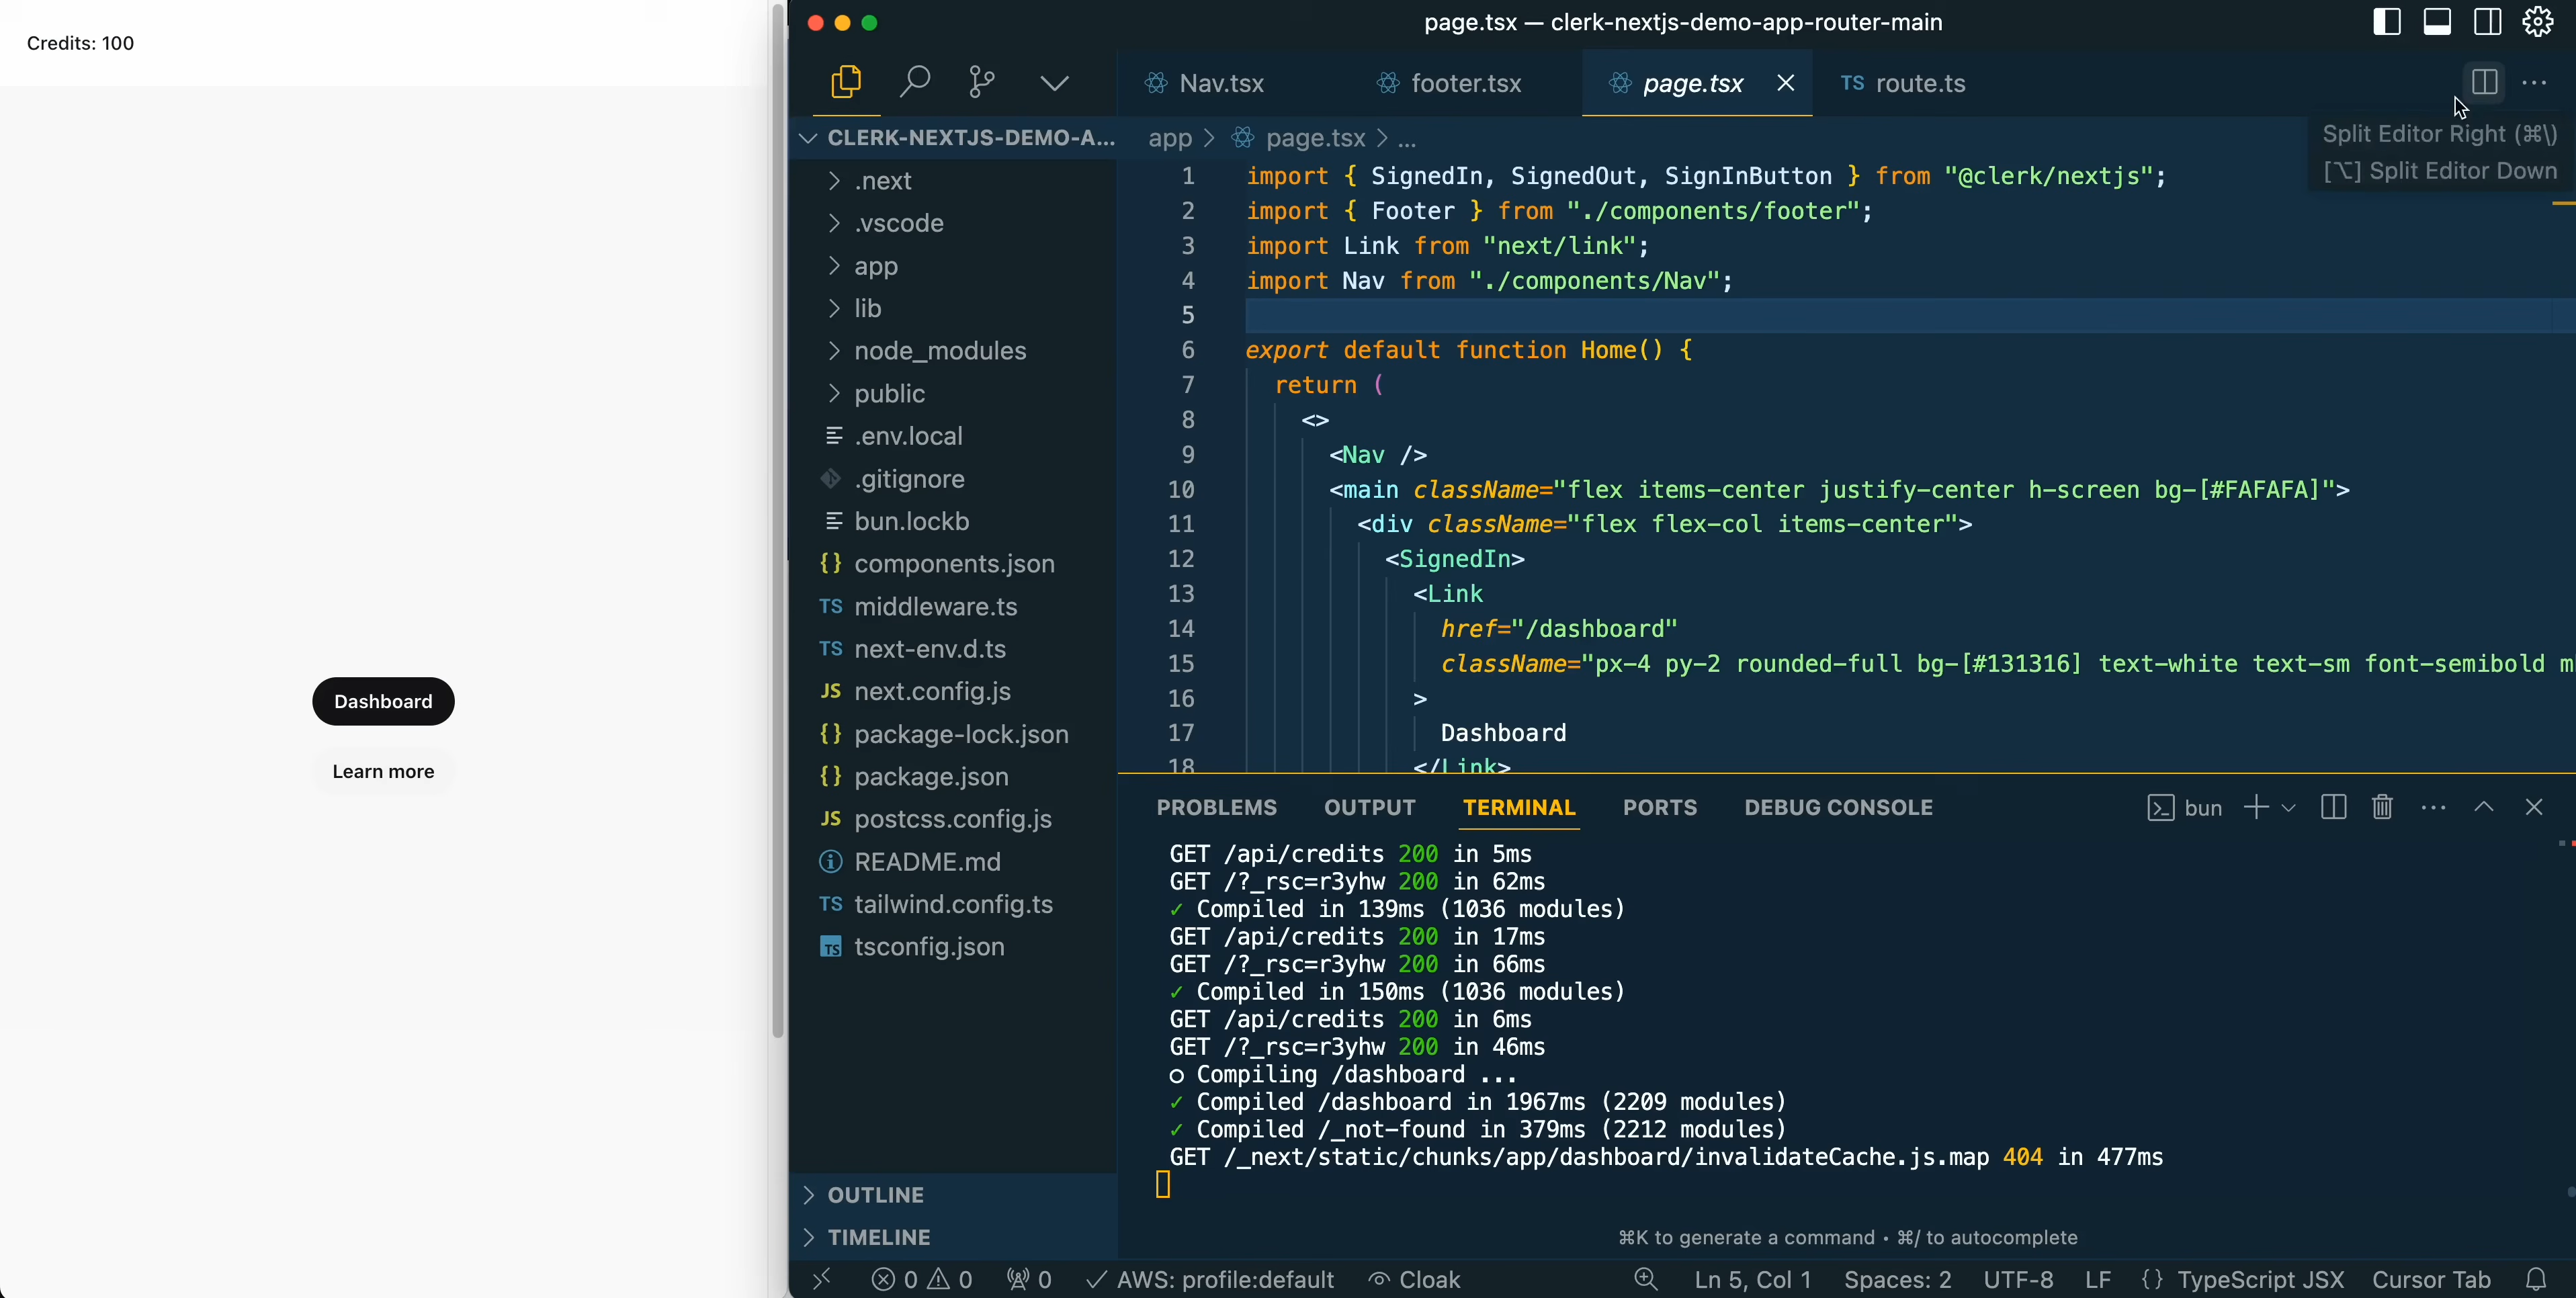 Credits: 100
Dashboard
Learn more
page.tsx — clerk-nextjs-demo-app-router-main
Nav.tsx
footer.tsx
page.tsx
TS route.ts
Split Editor Right (⌘\)
[⌥] Split Editor Down
CLERK-NEXTJS-DEMO-A...
app > page.tsx > ...
.next
.vscode
app
lib
node_modules
public
.env.local
.gitignore
bun.lockb
{} components.json
TS middleware.ts
TS next-env.d.ts
JS next.config.js
{} package-lock.json
{} package.json
JS postcss.config.js
README.md
TS tailwind.config.ts
TS tsconfig.json
OUTLINE
TIMELINE
1 import { SignedIn, SignedOut, SignInButton } from "@clerk/nextjs";
2 import { Footer } from "./components/footer";
3 import Link from "next/link";
4 import Nav from "./components/Nav";
5
6 export default function Home() {
7 return (
8 <>
9 <Nav />
10 <main className="flex items-center justify-center h-screen bg-[#FAFAFA]">
11 <div className="flex flex-col items-center">
12 <SignedIn>
13 <Link
14 href="/dashboard"
15 className="px-4 py-2 rounded-full bg-[#131316] text-white text-sm font-semibold m
16 >
17 Dashboard
18 </Link>
PROBLEMS OUTPUT TERMINAL PORTS DEBUG CONSOLE
bun
GET /api/credits 200 in 5ms
GET /?_rsc=r3yhw 200 in 62ms
✓ Compiled in 139ms (1036 modules)
GET /api/credits 200 in 17ms
GET /?_rsc=r3yhw 200 in 66ms
✓ Compiled in 150ms (1036 modules)
GET /api/credits 200 in 6ms
GET /?_rsc=r3yhw 200 in 46ms
○ Compiling /dashboard ...
✓ Compiled /dashboard in 1967ms (2209 modules)
✓ Compiled /_not-found in 379ms (2212 modules)
GET /_next/static/chunks/app/dashboard/invalidateCache.js.map 404 in 477ms
⌘K to generate a command • ⌘/ to autocomplete
0 0 0 AWS: profile:default Cloak Ln 5, Col 1 Spaces: 2 UTF-8 LF {} TypeScript JSX Cursor Tab